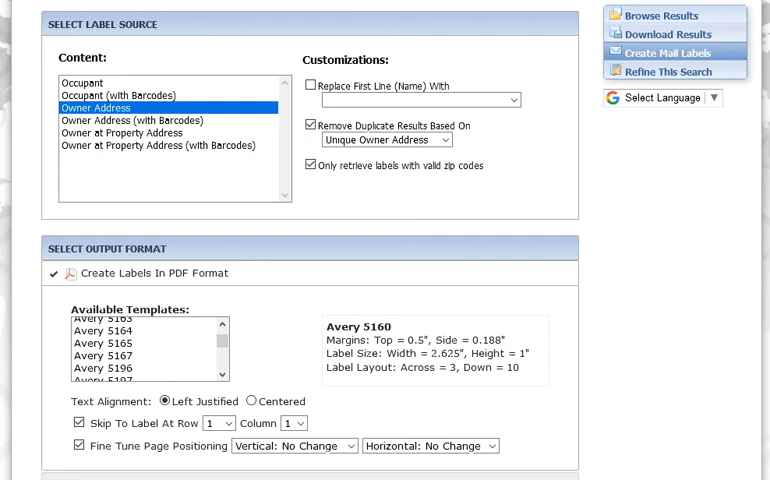 SELECT LABEL SOURCE
Content:
Occupant
Occupant (with Barcodes)
Owner Address
Owner Address (with Barcodes)
Owner at Property Address
Owner at Property Address (with Barcodes)
Customizations:
Replace First Line (Name) With
Remove Duplicate Results Based On
Unique Owner Address
Only retrieve labels with valid zip codes
Browse Results
Download Results
Create Mail Labels
Refine This Search
Select Language
SELECT OUTPUT FORMAT
Create Labels In PDF Format
Available Templates:
Avery 5163
Avery 5164
Avery 5165
Avery 5167
Avery 5196
Avery 5197
Avery 5160
Margins: Top = 0.5", Side = 0.188"
Label Size: Width = 2.625", Height = 1"
Label Layout: Across = 3, Down = 10
Text Alignment: Left Justified Centered
Skip To Label At Row 1 Column 1
Fine Tune Page Positioning Vertical: No Change Horizontal: No Change